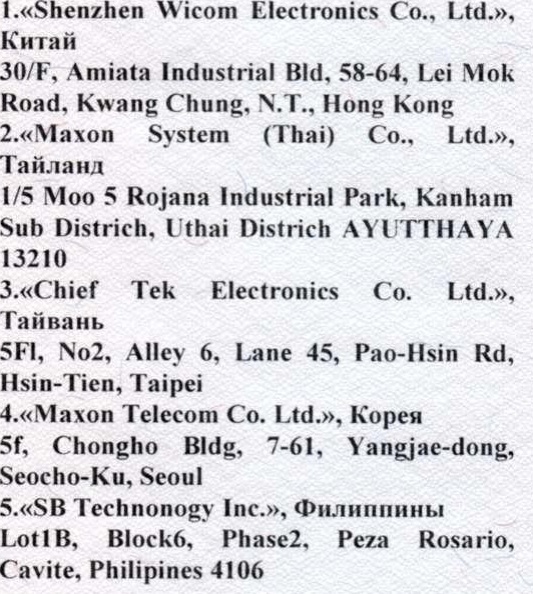 1.«Shenzhen Wicom Electronics Co., Ltd.»,
Китай
30/F, Amiata Industrial Bld, 58-64, Lei Mok
Road, Kwang Chung, N.T., Hong Kong
2.«Maxon System (Thai) Co., Ltd.»,
Тайланд
1/5 Moo 5 Rojana Industrial Park, Kanham
Sub Districh, Uthai Districh AYUTTHAYA
13210
3.«Chief Tek Electronics Co. Ltd.»,
Тайвань
5Fl, No2, Alley 6, Lane 45, Pao-Hsin Rd,
Hsin-Tien, Taipei
4.«Maxon Telecom Co. Ltd.», Корея
5f, Chongho Bldg, 7-61, Yangjae-dong,
Seocho-Ku, Seoul
5.«SB Technonogy Inc.», Филиппины
Lot1B, Block6, Phase2, Peza Rosario,
Cavite, Philipines 4106